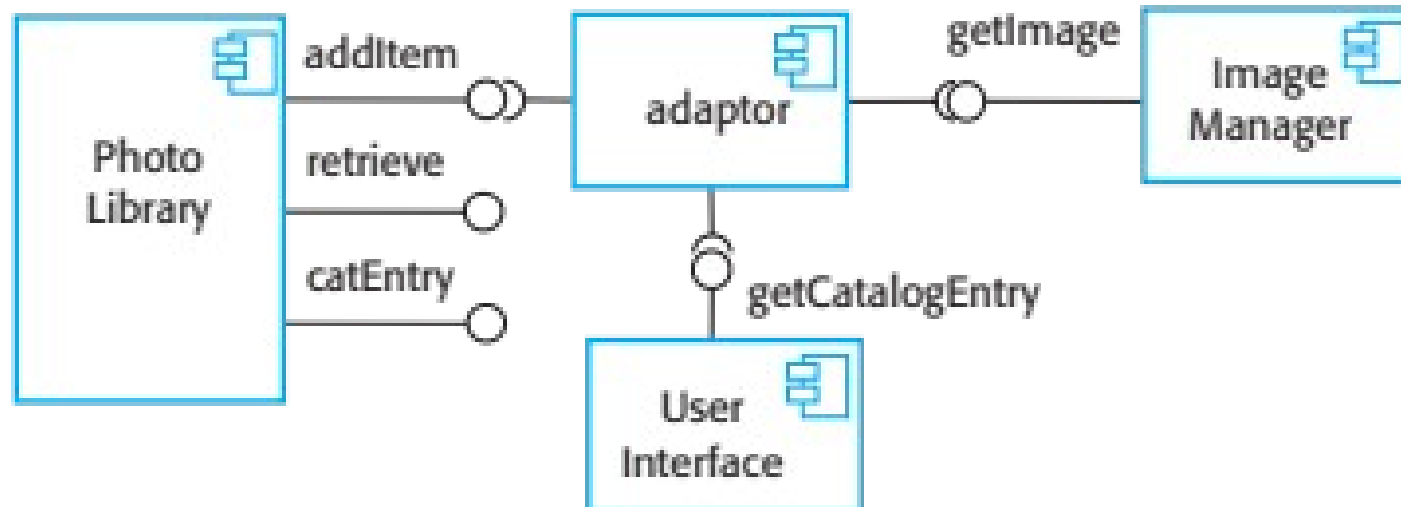 addItem
getImage
adaptor
Image
Manager
Photo
Library
retrieve
catEntry
getCatalogEntry
User
Interface